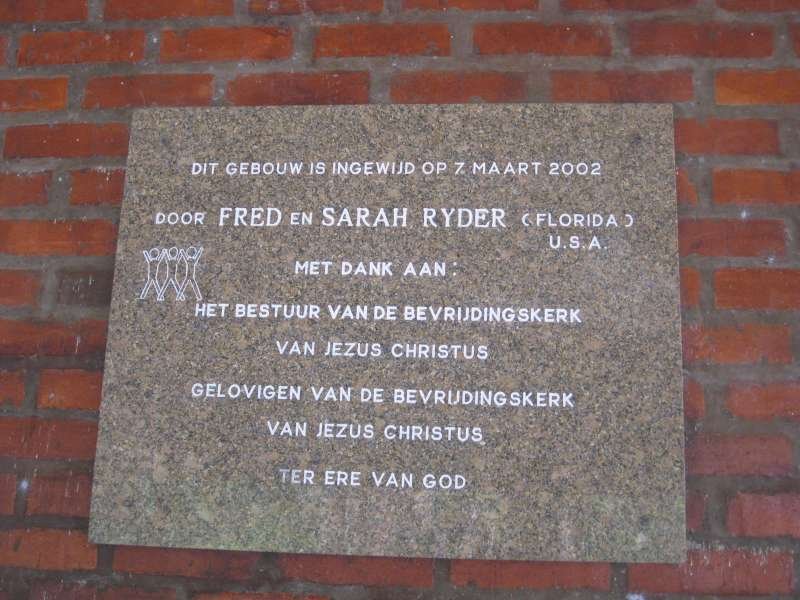 DIT GEBOUW IS INGEWIJD OP 7 MAART 2002
DOOR FRED EN SARAH RYDER (FLORIDA)
U.S.A.
MET DANK AAN:
HET BESTUUR VAN DE BEVRIJDINGSKERK
VAN JEZUS CHRISTUS
GELOVIGEN VAN DE BEVRIJDINGSKERK
VAN JEZUS CHRISTUS
TER ERE VAN GOD